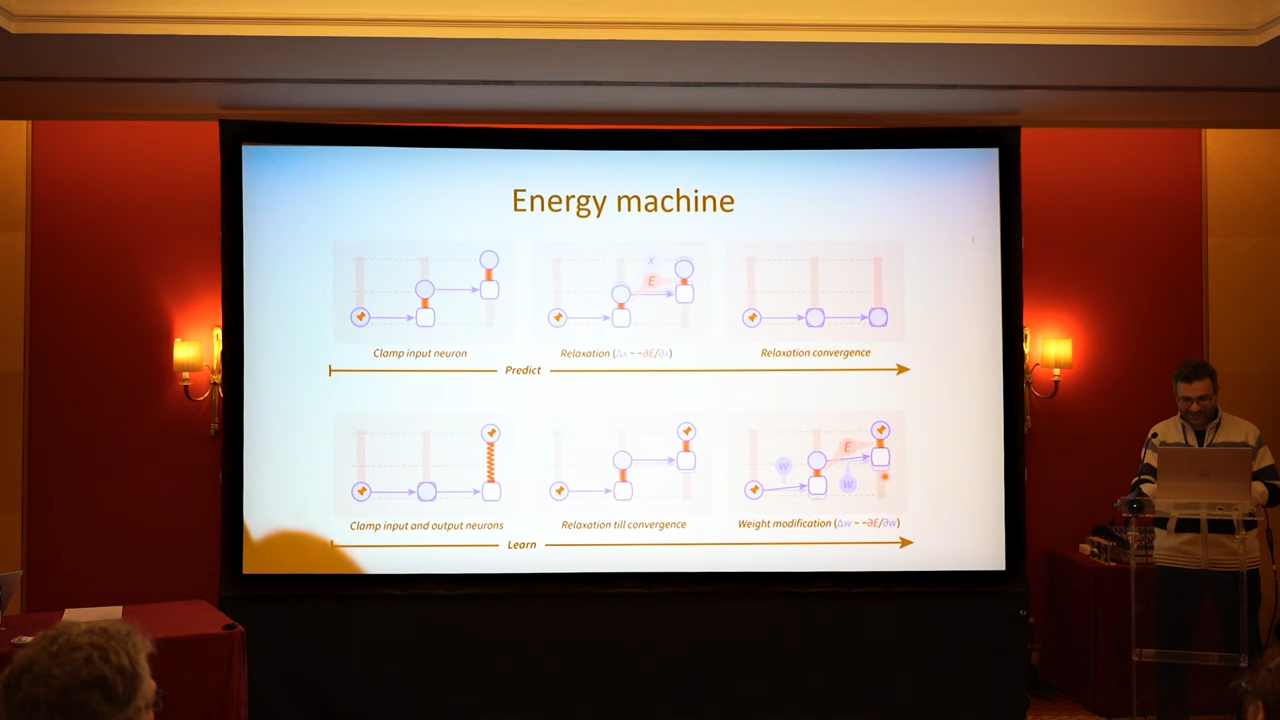 Energy machine
x
E
Clamp input neuron
Relaxation (Δx ~ -∂E/∂x)
Relaxation convergence
Predict
E
w
w
Clamp input and output neurons
Relaxation till convergence
Weight modification (Δw ~ -∂E/∂w)
Learn